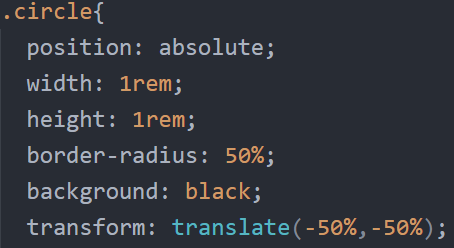 .circle{
position: absolute;
width: 1rem;
height: 1rem;
border-radius: 50%;
background: black;
transform: translate(-50%,-50%);